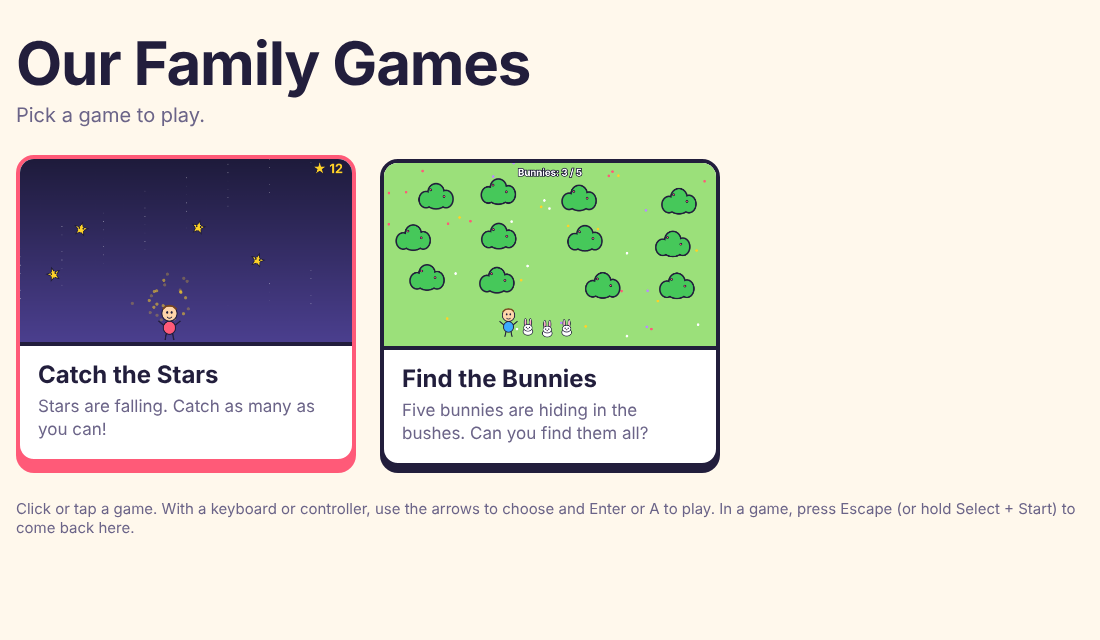 Our Family Games
Pick a game to play.
★ 12
Bunnies: 3 / 5
Catch the Stars
Stars are falling. Catch as many as
you can!
Find the Bunnies
Five bunnies are hiding in the
bushes. Can you find them all?
Click or tap a game. With a keyboard or controller, use the arrows to choose and Enter or A to play. In a game, press Escape (or hold Select + Start) to
come back here.